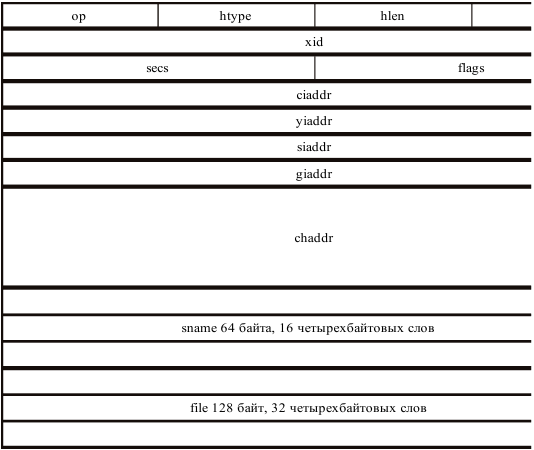 op htype hlen
xid
secs flags
ciaddr
yiaddr
siaddr
giaddr
chaddr
sname 64 байта, 16 четырехбайтовых слов
file 128 байт, 32 четырехбайтовых слов